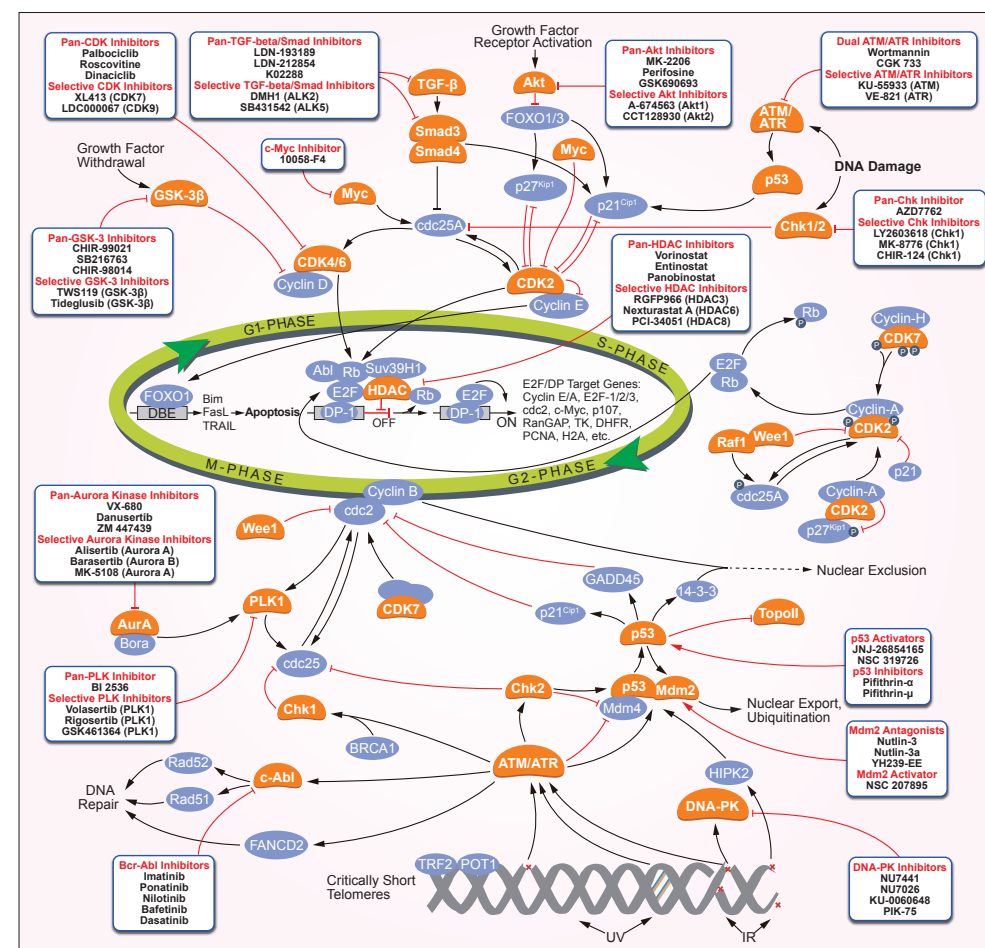 Pan-CDK Inhibitors
Palbociclib
Roscovitine
Dinaciclib
Selective CDK Inhibitors
XL413 (CDK7)
LDC000067 (CDK9)
Pan-TGF-beta/Smad Inhibitors
LDN-193189
LDN-212854
K02288
Selective TGF-beta/Smad Inhibitors
DMH1 (ALK2)
SB431542 (ALK5)
Growth Factor
Receptor Activation
Pan-Akt Inhibitors
MK-2206
Perifosine
GSK690693
Selective Akt Inhibitors
A-674563 (Akt1)
CCT128930 (Akt2)
Dual ATM/ATR Inhibitors
Wortmannin
CGK 733
Selective ATM/ATR Inhibitors
KU-55933 (ATM)
VE-821 (ATR)
TGF-β
Akt
FOXO1/3
Smad3
Smad4
ATM/
ATR
DNA Damage
p53
Chk1/2
c-Myc Inhibitor
10058-F4
Myc
Myc
p27Kip1
p21Cip1
cdc25A
Growth Factor
Withdrawal
GSK-3β
Pan-GSK-3 Inhibitors
CHIR-99021
SB216763
CHIR-98014
Selective GSK-3 Inhibitors
TWS119 (GSK-3β)
Tideglusib (GSK-3β)
CDK4/6
Cyclin D
CDK2
Cyclin E
Pan-Chk Inhibitor
AZD7762
Selective Chk Inhibitors
LY2603618 (Chk1)
MK-8776 (Chk1)
CHIR-124 (Chk1)
Pan-HDAC Inhibitors
Vorinostat
Entinostat
Panobinostat
Selective HDAC Inhibitors
RGFP966 (HDAC3)
Nexturastat A (HDAC6)
PCI-34051 (HDAC8)
G1-PHASE
S-PHASE
G2-PHASE
M-PHASE
FOXO1
DBE
Bim
FasL
TRAIL
Apoptosis
Abl
Rb
Suv39H1
E2F
HDAC
Rb
DP-1
OFF
E2F
DP-1
ON
E2F/DP Target Genes:
Cyclin E/A, E2F-1/2/3,
cdc2, c-Myc, p107,
RanGAP, TK, DHFR,
PCNA, H2A, etc.
Rb
P
E2F
Rb
Cyclin-H
CDK7
P
P P
Cyclin-A
P
P
CDK2
Raf1
Wee1
P
cdc25A
p21
Cyclin-A
CDK2
p27Kip1
P
Pan-Aurora Kinase Inhibitors
VX-680
Danusertib
ZM 447439
Selective Aurora Kinase Inhibitors
Alisertib (Aurora A)
Barasertib (Aurora B)
MK-5108 (Aurora A)
Cyclin B
cdc2
Wee1
AurA
Bora
PLK1
CDK7
cdc25
GADD45
14-3-3
Nuclear Exclusion
p21Cip1
p53
TopoII
Pan-PLK Inhibitor
BI 2536
Selective PLK Inhibitors
Volasertib (PLK1)
Rigosertib (PLK1)
GSK461364 (PLK1)
p53 Activators
JNJ-26854165
NSC 319726
p53 Inhibitors
Pifithrin-α
Pifithrin-μ
Chk1
Chk2
p53
Mdm2
Mdm4
Nuclear Export,
Ubiquitination
BRCA1
ATM/ATR
Mdm2 Antagonists
Nutlin-3
Nutlin-3a
YH239-EE
Mdm2 Activator
NSC 207895
DNA
Repair
Rad52
Rad51
c-Abl
FANCD2
HIPK2
DNA-PK
Bcr-Abl Inhibitors
Imatinib
Ponatinib
Nilotinib
Bafetinib
Dasatinib
TRF2
POT1
Critically Short
Telomeres
UV
IR
DNA-PK Inhibitors
NU7441
NU7026
KU-0060648
PIK-75